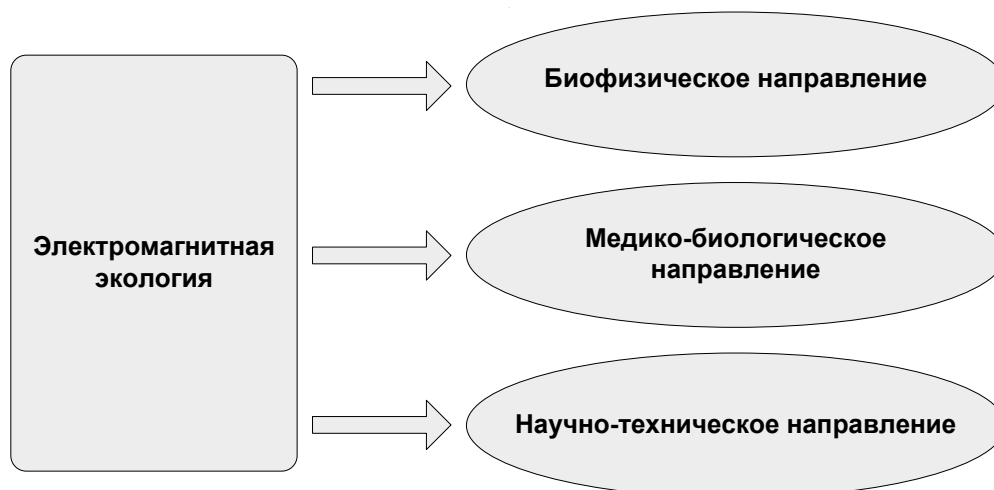 Биофизическое направление
Электромагнитная
экология
Медико-биологическое
направление
Научно-техническое направление